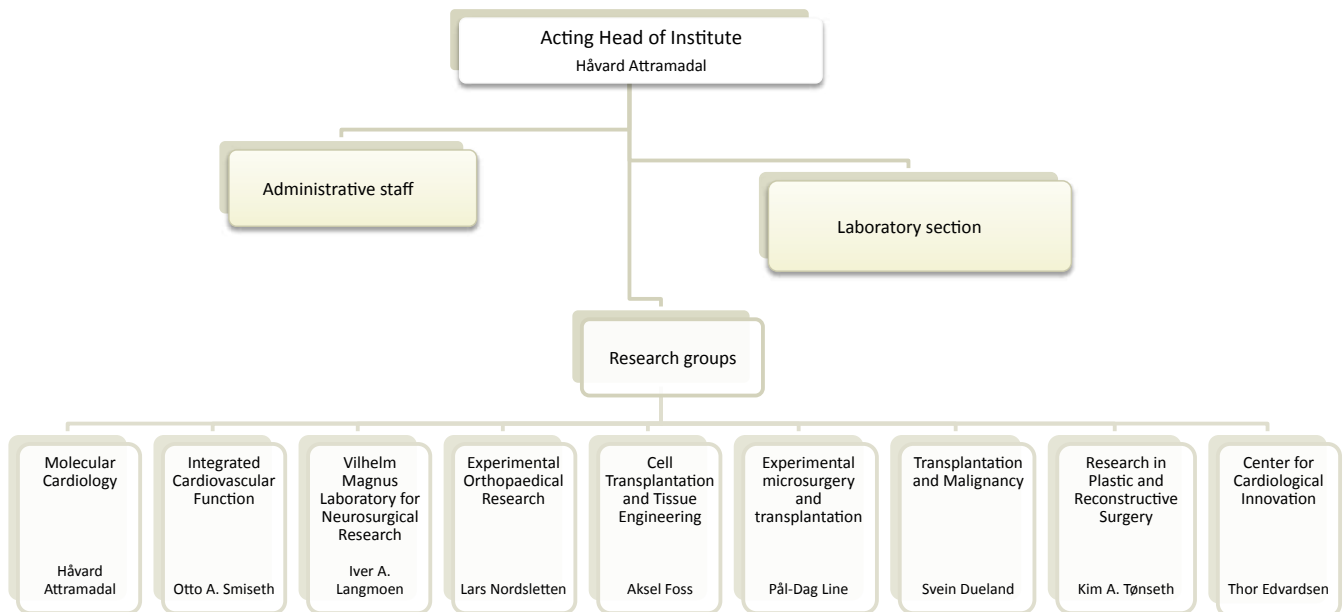 Acting Head of Institute
Håvard Attramadal
Administrative staff
Laboratory section
Research groups
Molecular
Cardiology
Håvard
Attramadal
Integrated
Cardiovascular
Function
Otto A. Smiseth
Vilhelm
Magnus
Laboratory for
Neurosurgical
Research
Iver A.
Langmoen
Experimental
Orthopaedical
Research
Lars Nordsletten
Cell
Transplantation
and Tissue
Engineering
Aksel Foss
Experimental
microsurgery
and
transplantation
Pål-Dag Line
Transplantation
and Malignancy
Svein Dueland
Research in
Plastic and
Reconstructive
Surgery
Kim A. Tønseth
Center for
Cardiological
Innovation
Thor Edvardsen